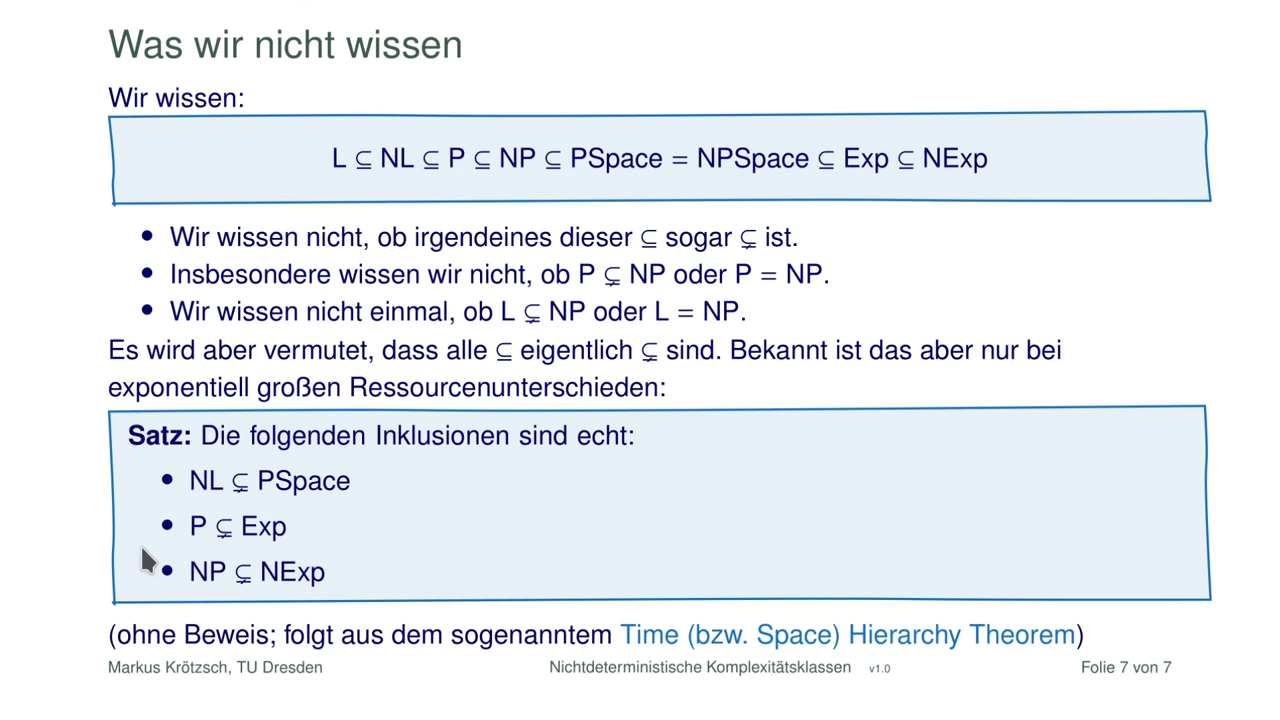 Was wir nicht wissen
Wir wissen:
L ⊆ NL ⊆ P ⊆ NP ⊆ PSpace = NPSpace ⊆ Exp ⊆ NExp
• Wir wissen nicht, ob irgendeines dieser ⊆ sogar ⊊ ist.
• Insbesondere wissen wir nicht, ob P ⊊ NP oder P = NP.
• Wir wissen nicht einmal, ob L ⊊ NP oder L = NP.
Es wird aber vermutet, dass alle ⊆ eigentlich ⊊ sind. Bekannt ist das aber nur bei
exponentiell großen Ressourcenunterschieden:
Satz: Die folgenden Inklusionen sind echt:
• NL ⊊ PSpace
• P ⊊ Exp
• NP ⊊ NExp
(ohne Beweis; folgt aus dem sogenanntem Time (bzw. Space) Hierarchy Theorem)
Markus Krötzsch, TU Dresden Nichtdeterministische Komplexitätsklassen v1.0 Folie 7 von 7